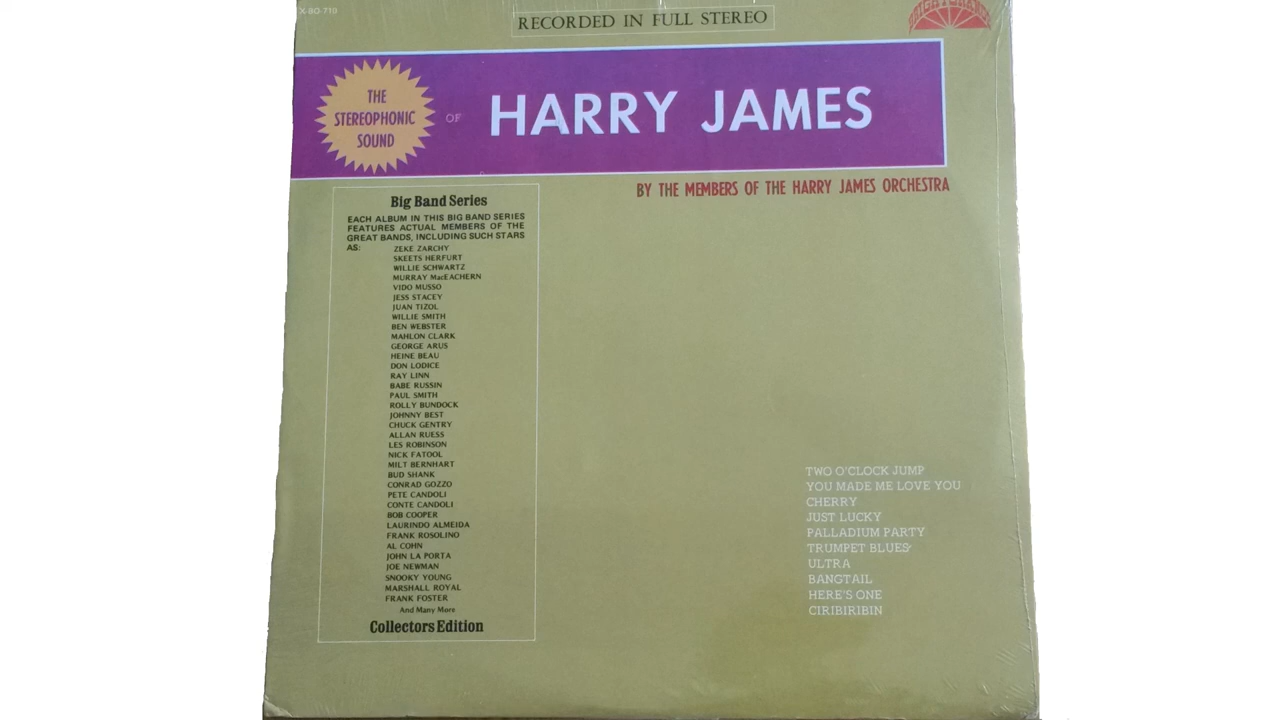 RECORDED IN FULL STEREO
THE
STEREOPHONIC
SOUND
OF
HARRY JAMES
BY THE MEMBERS OF THE HARRY JAMES ORCHESTRA
Big Band Series
EACH ALBUM IN THIS BIG BAND SERIES
FEATURES ACTUAL MEMBERS OF THE
GREAT BANDS, INCLUDING SUCH STARS
AS:
ZEKE ZARCHY
SKEETS HERFURT
WILLIE SCHWARTZ
MURRAY MacEACHERN
VIDO MUSSO
JESS STACEY
JUAN TIZOL
WILLIE SMITH
BEN WEBSTER
MAHLON CLARK
GEORGE ARUS
HEINE BEAU
DON LODICE
RAY LINN
BABE RUSSIN
PAUL SMITH
ROLLY BUNDOCK
JOHNNY BEST
CHUCK GENTRY
ALLAN RUESS
LES ROBINSON
NICK FATOOL
MILT BERNHART
BUD SHANK
CONRAD GOZZO
PETE CANDOLI
CONTE CANDOLI
BOB COOPER
LAURINDO ALMEIDA
FRANK ROSOLINO
AL COHN
JOHN LA PORTA
JOE NEWMAN
SNOOKY YOUNG
MARSHALL ROYAL
FRANK FOSTER
And Many More
Collectors Edition
TWO O'CLOCK JUMP
YOU MADE ME LOVE YOU
CHERRY
JUST LUCKY
PALLADIUM PARTY
TRUMPET BLUES
ULTRA
BANGTAIL
HERE'S ONE
CIRIBIRIBIN